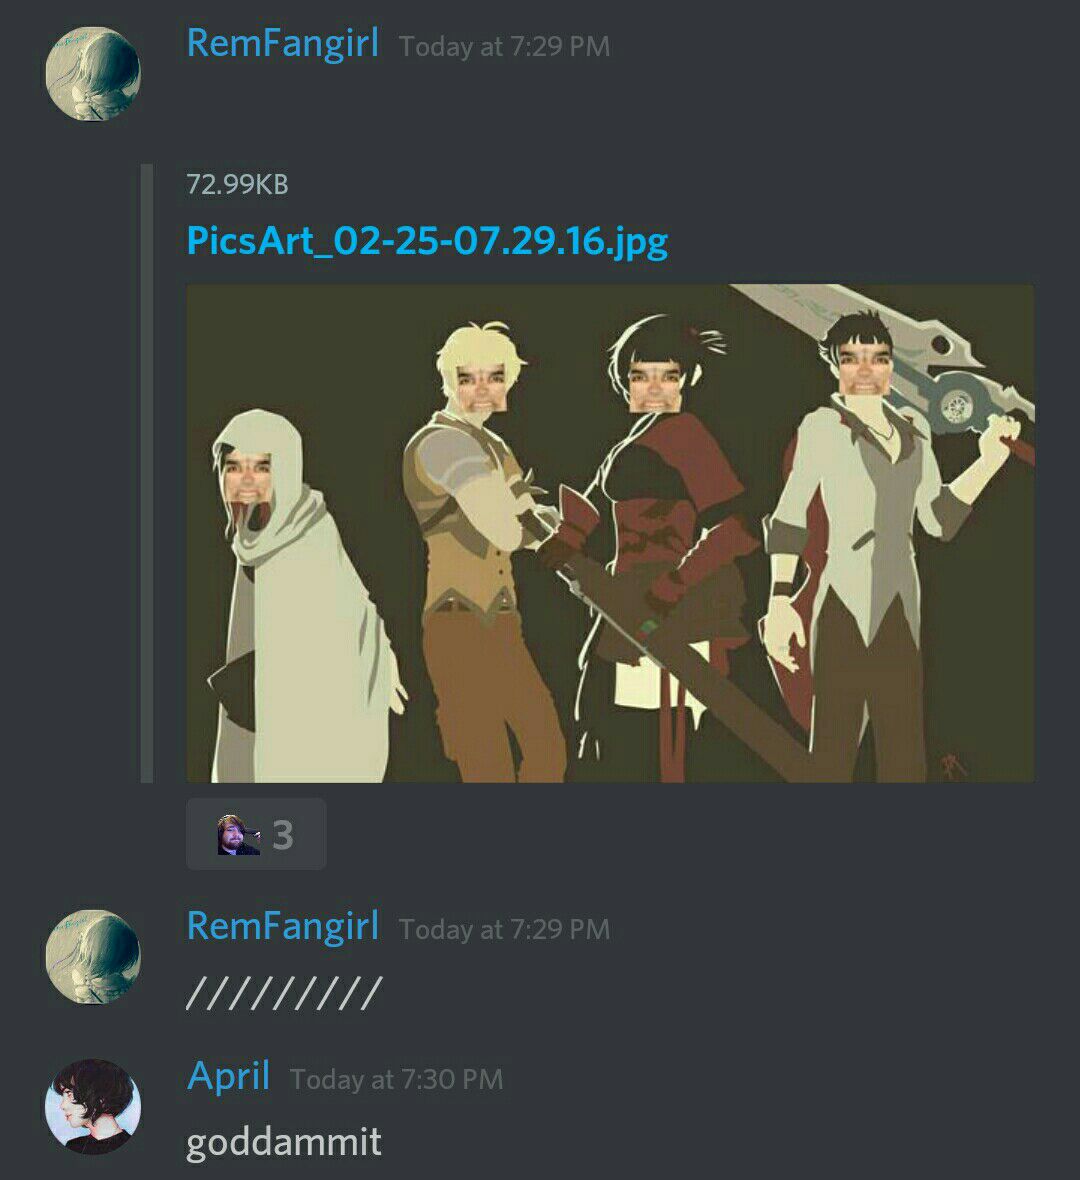 RemFangirl Today at 7:29 PM
72.99KB
PicsArt_02-25-07.29.16.jpg
3
RemFangirl Today at 7:29 PM
/////////
April Today at 7:30 PM
goddammit